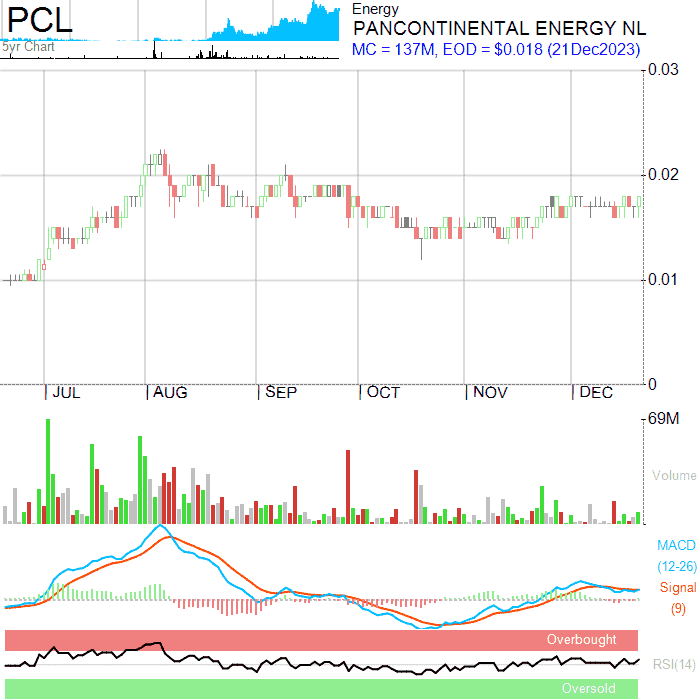 PCL
5yr Chart
Energy
PANCONTINENTAL ENERGY NL
MC = 137M, EOD = $0.018 (21Dec2023)
0.03
0.02
0.01
0
JUL AUG SEP OCT NOV DEC
69M
Volume
MACD
(12-26)
Signal
(9)
Overbought
RSI(14)
Oversold